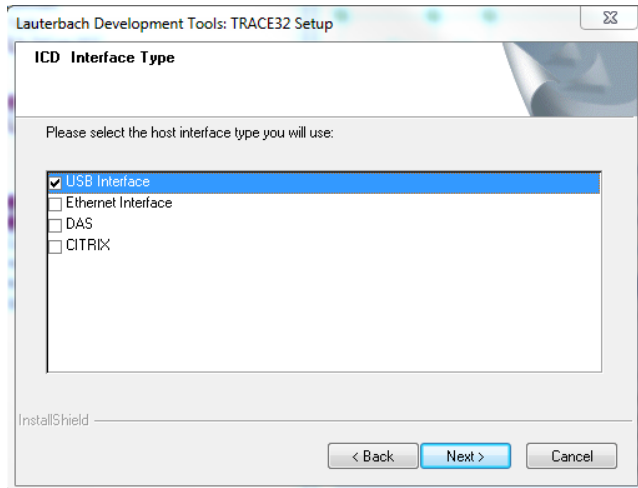 Lauterbach Development Tools: TRACE32 Setup
ICD Interface Type
Please select the host interface type you will use:
USB Interface
Ethernet Interface
DAS
CITRIX
InstallShield
< Back Next > Cancel